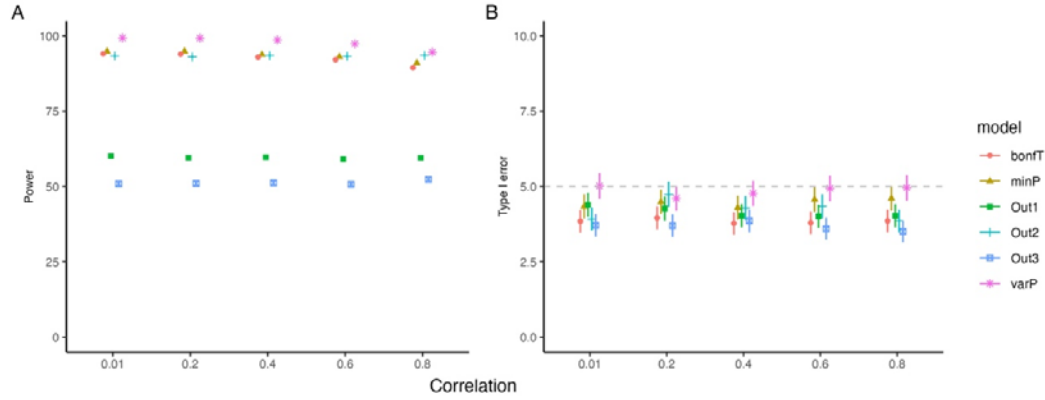 A
B
100
75
50
25
0
Power
0.01 0.2 0.4 0.6 0.8
10.0
7.5
5.0
2.5
0.0
Type I error
0.01 0.2 0.4 0.6 0.8
Correlation
model
bonfT
minP
Out1
Out2
Out3
varP